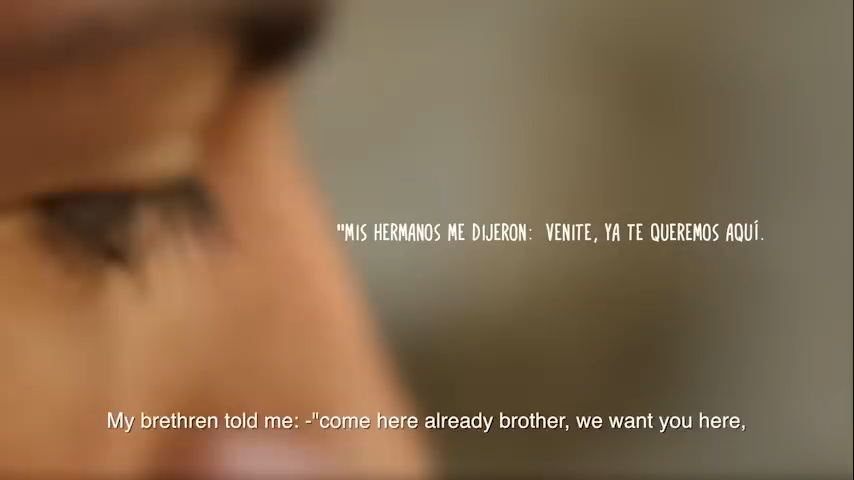 "MIS HERMANOS ME DIJERON: VENITE, YA TE QUEREMOS AQUÍ.
My brethren told me: -"come here already brother, we want you here,